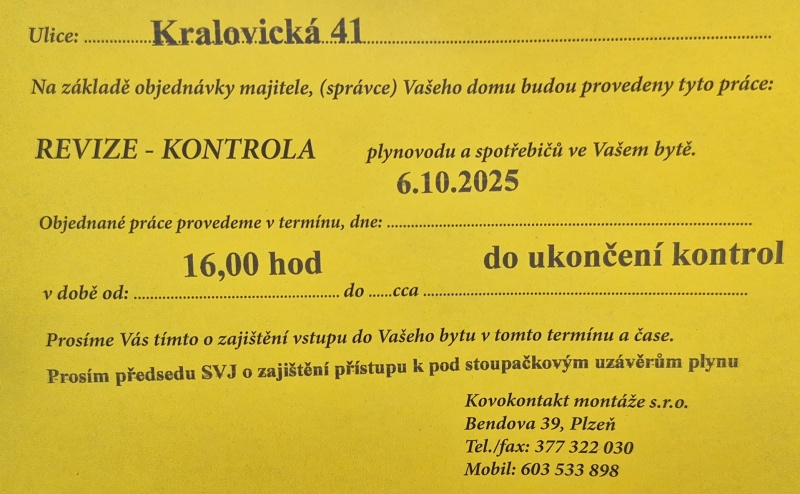 Ulice: ................Kralovická 41................
Na základě objednávky majitele, (správce) Vašeho domu budou provedeny tyto práce:
REVIZE - KONTROLA plynovodu a spotřebičů ve Vašem bytě.
6.10.2025
Objednané práce provedeme v termínu, dne: ................
16,00 hod do ukončení kontrol
v době od: ................ do ......cca ................
Prosíme Vás tímto o zajištění vstupu do Vašeho bytu v tomto termínu a čase.
Prosím předsedu SVJ o zajištění přístupu k pod stoupačkovým uzávěrům plynu
Kovokontakt montáže s.r.o.
Bendova 39, Plzeň
Tel./fax: 377 322 030
Mobil: 603 533 898